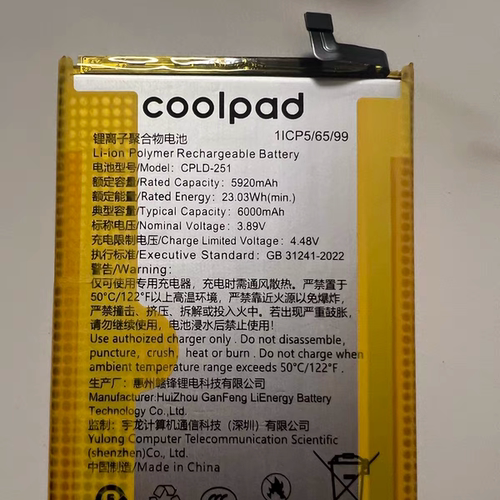 coolpad
锂离子聚合物电池 1ICP5/65/99
Li-ion Polymer Rechargeable Battery
电池型号/Model: CPLD-251
额定容量/Rated Capacity: 5920mAh
额定能量/Rated Energy: 23.03Wh(min.)
典型容量/Typical Capacity: 6000mAh
标称电压/Nominal Voltage: 3.89V
充电限制电压/Charge Limited Voltage: 4.48V
执行标准/Executive Standard: GB 31241-2022
警告/Warning:
仅可使用专用充电器，充电时需通风散热。严禁置于
50°C/122°F以上高温环境，严禁靠近火源以免爆炸，
严禁撞击、挤压、拆解或投入火中。若出现严重鼓胀，
请勿继续使用。电池浸水后禁止使用！
Use authoized charger only . Do not disassemble,
puncture, crush, heat or burn . Do not charge when
ambient temperature range exceeds 50°C/122°F .
生产厂：惠州赣锋锂电科技有限公司
Manufacturer:HuiZhou GanFeng LiEnergy Battery
Technology Co.,Ltd.
监制：宇龙计算机通信科技（深圳）有限公司
Yulong Computer Telecommunication Scientific
(shenzhen)Co.,Ltd.
中国制造/Made in China